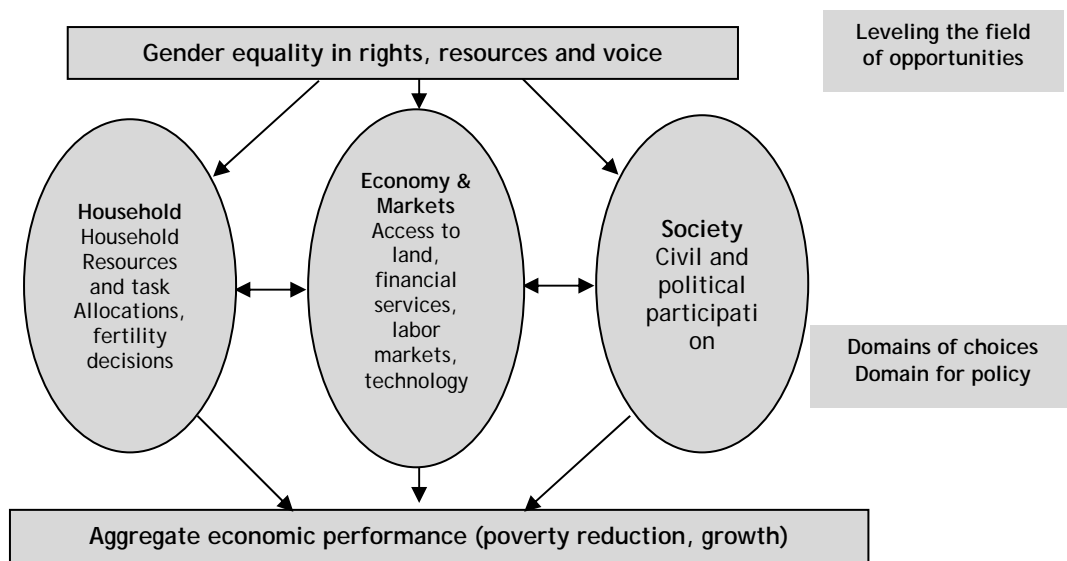 Gender equality in rights, resources and voice
Leveling the field
of opportunities
Household
Household
Resources
and task
Allocations,
fertility
decisions
Economy &
Markets
Access to
land,
financial
services,
labor
markets,
technology
Society
Civil and
political
participati
on
Domains of choices
Domain for policy
Aggregate economic performance (poverty reduction, growth)